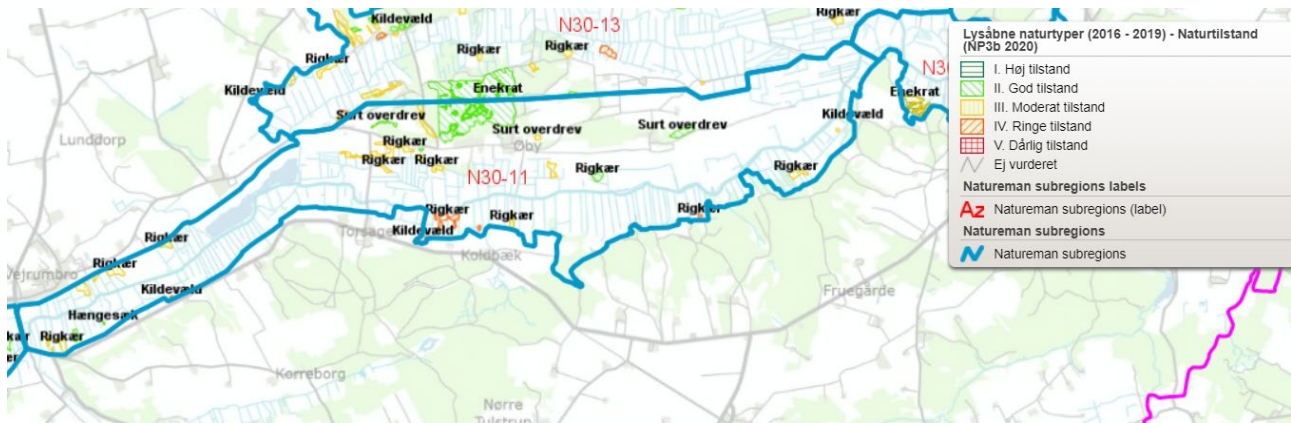 Kildevæld
N30-13
Rigkær
Rigkær
Rigkær
Rigkær
Kildevæld
Enekrat
Enekrat
Surt overdrev
Surt overdrev
Surt overdrev
Kildevæld
Lunddorp
Øby
Rigkær
Rigkær
Rigkær
Rigkær
Rigkær
N30-11
Rigkær
Rigkær
Rigkær
Torsage
Kildevæld
Koldbæk
Rigkær
Vejrumbro
Rigkær
Kildevæld
Fruegårde
Hængesæk
Rigkær
Korreborg
Nørre
Tulstrup
Lysåbne naturtyper (2016 - 2019) - Naturtilstand
(NP3b 2020)
I. Høj tilstand
II. God tilstand
III. Moderat tilstand
IV. Ringe tilstand
V. Dårlig tilstand
Ej vurderet
Natureman subregions labels
Az Natureman subregions (label)
Natureman subregions
Natureman subregions